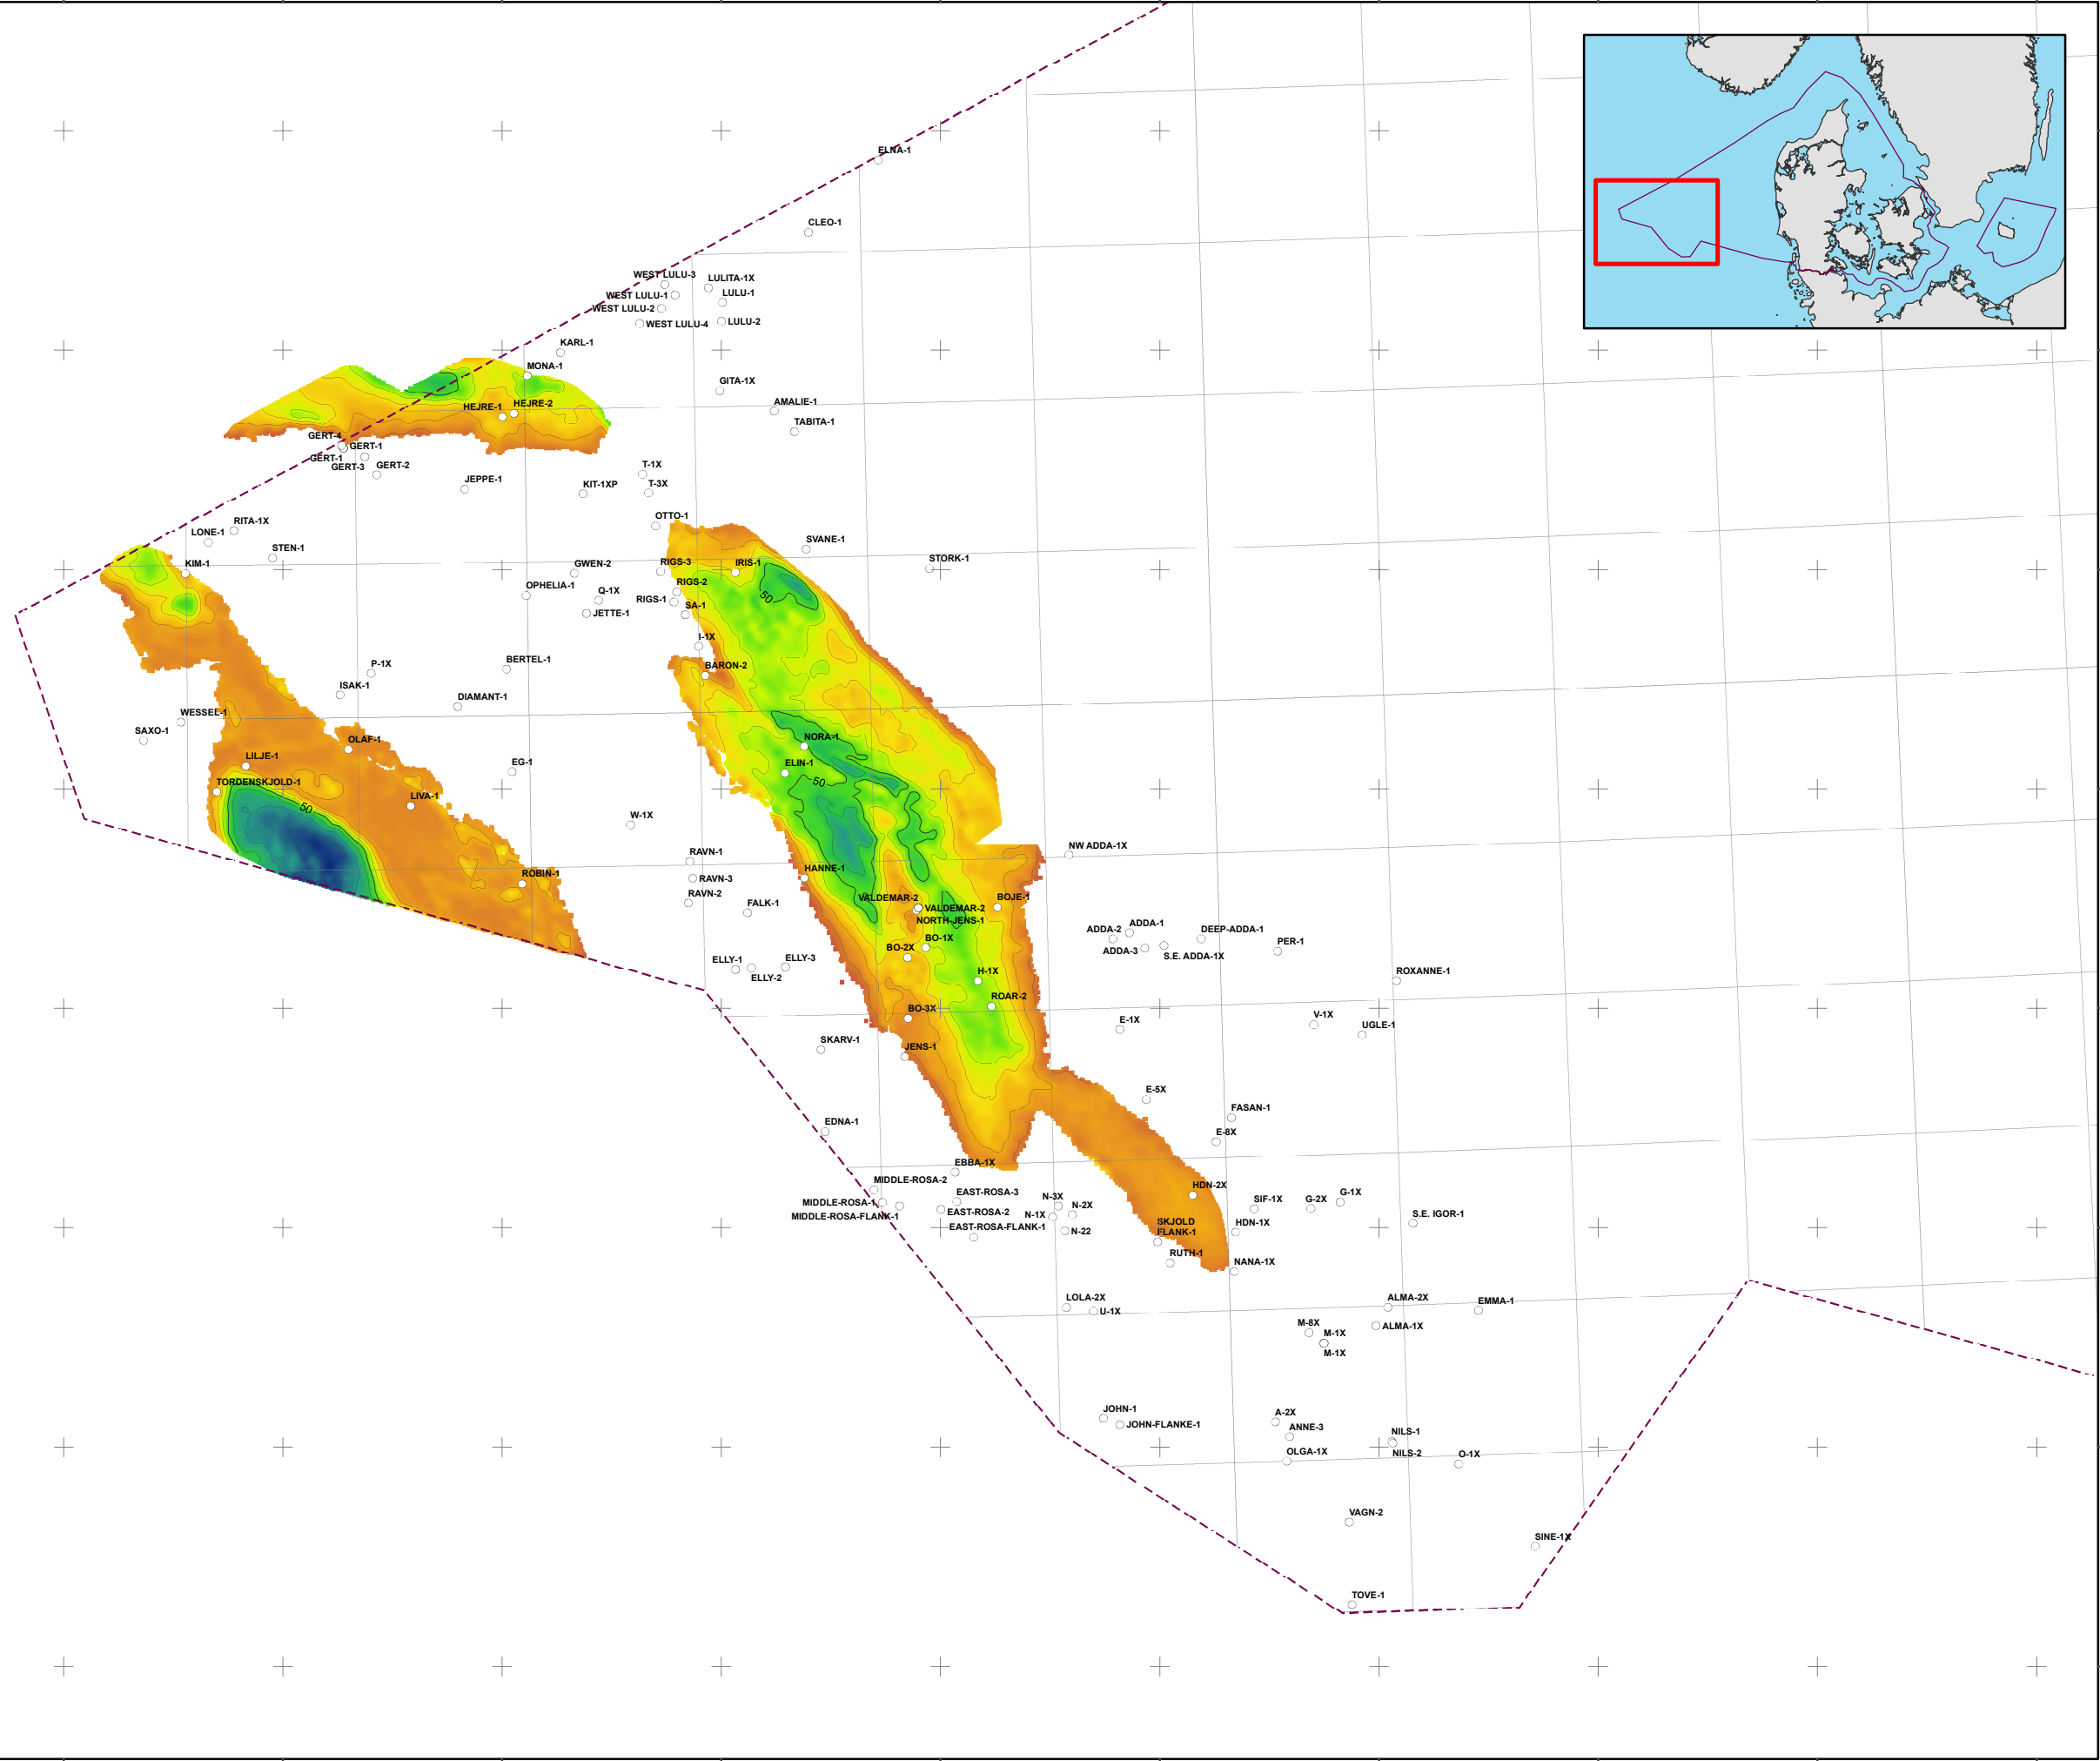 ELNA-1
CLEO-1
WEST LULU-3
LULITA-1X
WEST LULU-1
LULU-1
WEST LULU-2
WEST LULU-4
LULU-2
KARL-1
MONA-1
GITA-1X
AMALIE-1
HEJRE-1
HEJRE-2
TABITA-1
GERT-4
GERT-1
GERT-1
GERT-3
GERT-2
T-1X
JEPPE-1
KIT-1XP
T-3X
OTTO-1
RITA-1X
LONE-1
SVANE-1
STEN-1
STORK-1
KIM-1
GWEN-2
RIGS-3
IRIS-1
OPHELIA-1
Q-1X
RIGS-2
50
RIGS-1
SA-1
JETTE-1
I-1X
BERTEL-1
P-1X
BARON-2
ISAK-1
DIAMANT-1
WESSEL-1
SAXO-1
OLAF-1
NORA-1
LILJE-1
EG-1
ELIN-1
TORDENSKJOLD-1
50
LIVA-1
50
W-1X
NW ADDA-1X
RAVN-1
ROBIN-1
RAVN-3
HANNE-1
RAVN-2
VALDEMAR-2
BOJE-1
FALK-1
VALDEMAR-2
NORTH-JENS-1
ADDA-1
ADDA-2
DEEP-ADDA-1
BO-1X
BO-2X
PER-1
ADDA-3
S.E. ADDA-1X
ELLY-1
ELLY-3
ELLY-2
H-1X
ROXANNE-1
ROAR-2
BO-3X
V-1X
E-1X
UGLE-1
SKARV-1
JENS-1
E-5X
FASAN-1
EDNA-1
E-8X
EBBA-1X
MIDDLE-ROSA-2
HDN-2X
EAST-ROSA-3
N-3X
SIF-1X
G-2X
G-1X
MIDDLE-ROSA-1
N-2X
EAST-ROSA-2
MIDDLE-ROSA-FLANK-1
N-1X
S.E. IGOR-1
SKJOLD
FLANK-1
HDN-1X
EAST-ROSA-FLANK-1
N-22
RUTH-1
NANA-1X
LOLA-2X
U-1X
ALMA-2X
EMMA-1
M-8X
ALMA-1X
M-1X
M-1X
JOHN-1
JOHN-FLANKE-1
A-2X
ANNE-3
NILS-1
OLGA-1X
NILS-2
O-1X
VAGN-2
SINE-1X
TOVE-1